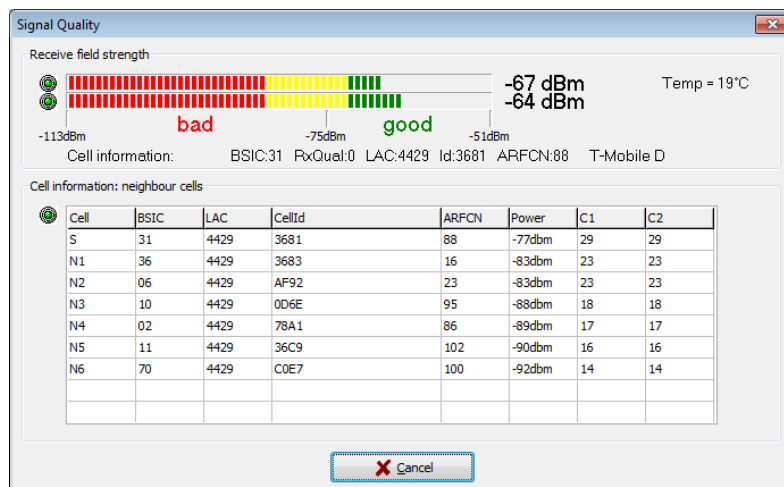 Signal Quality
Receive field strength
-67 dBm Temp = 19°C
-64 dBm
bad good
-113dBm -75dBm -51dBm
Cell information: BSIC:31 RxQual:0 LAC:4429 Id:3681 ARFCN:88 T-Mobile D
Cell information: neighbour cells
Cell BSIC LAC CellId ARFCN Power C1 C2
S 31 4429 3681 88 -77dbm 29 29
N1 36 4429 3683 16 -83dbm 23 23
N2 06 4429 AF92 23 -83dbm 23 23
N3 10 4429 0D6E 95 -88dbm 18 18
N4 02 4429 78A1 86 -89dbm 17 17
N5 11 4429 36C9 102 -90dbm 16 16
N6 70 4429 C0E7 100 -92dbm 14 14
Cancel